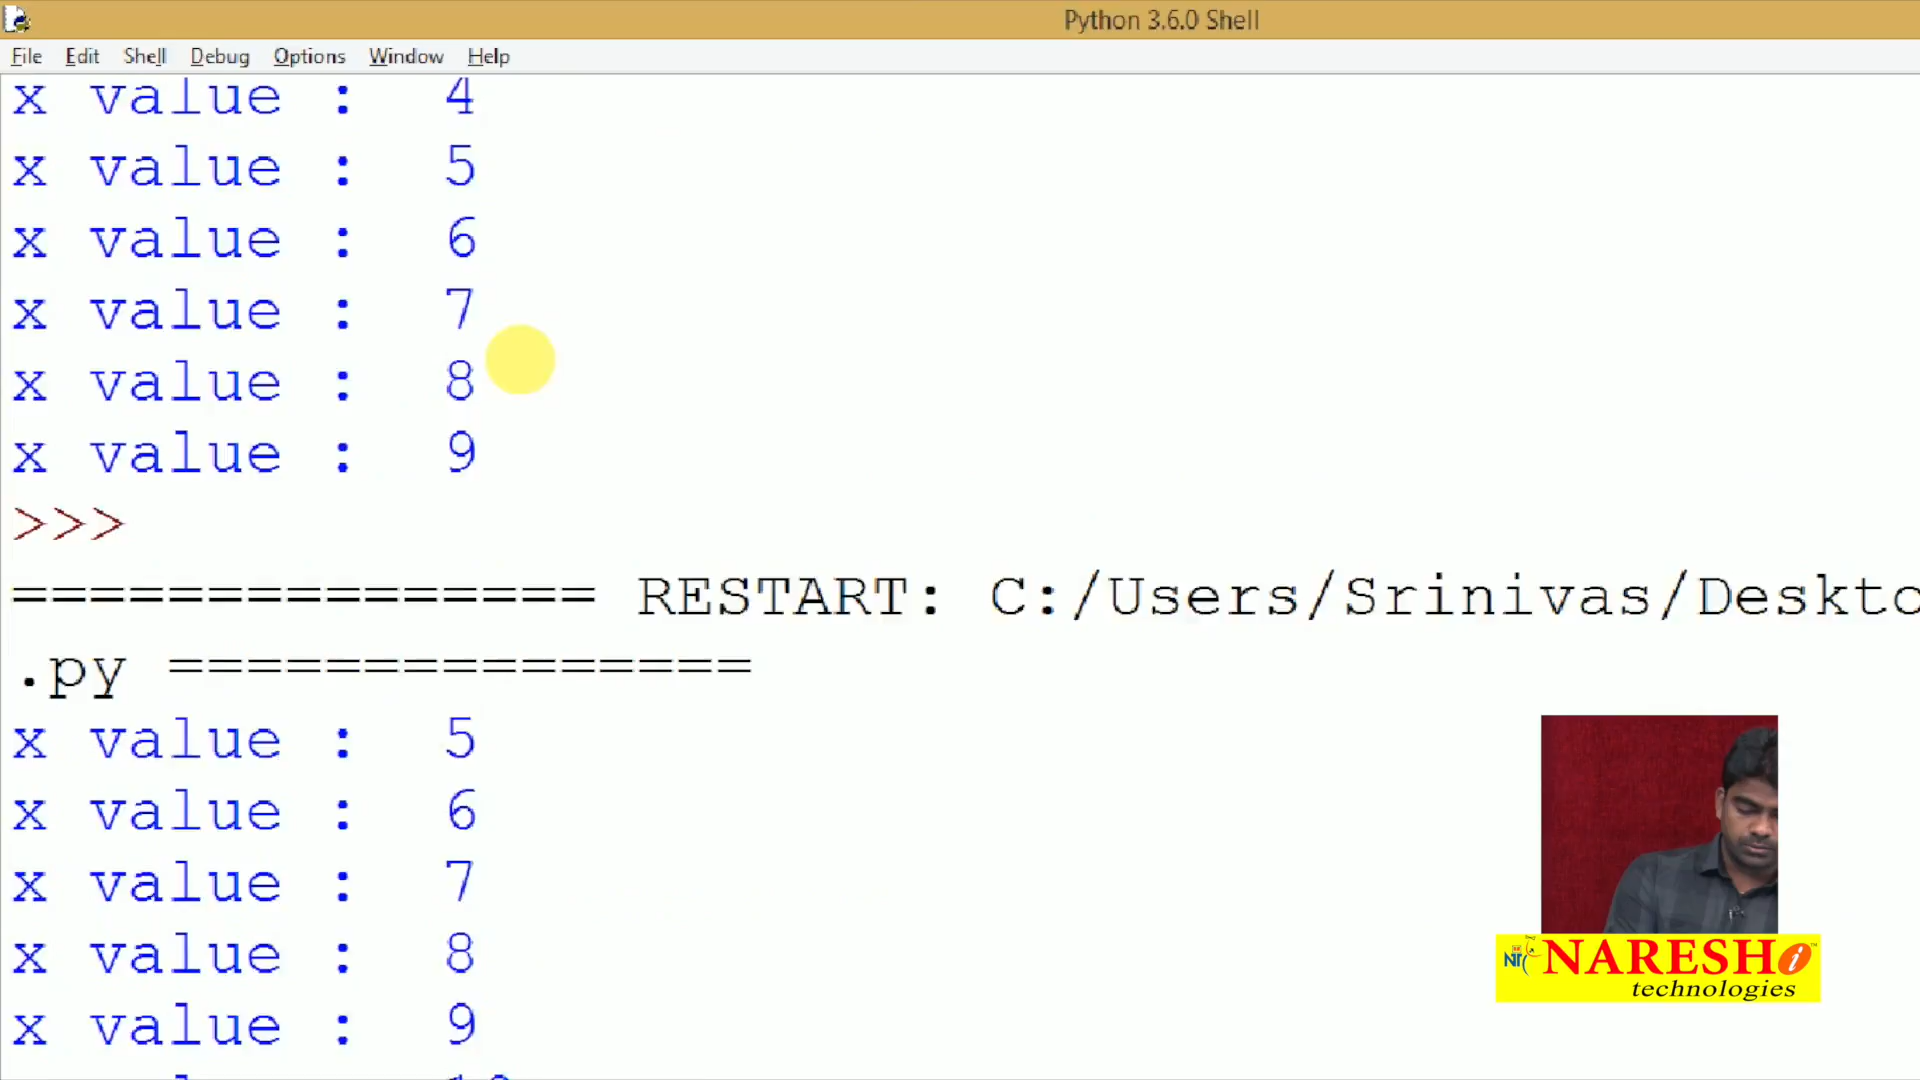 Python 3.6.0 Shell
File Edit Shell Debug Options Window Help
x value : 4
x value : 5
x value : 6
x value : 7
x value : 8
x value : 9
>>>
=============== RESTART: C:/Users/Srinivas/Deskto
.py ===============
x value : 5
x value : 6
x value : 7
x value : 8
x value : 9
NT NARESH i
technologies